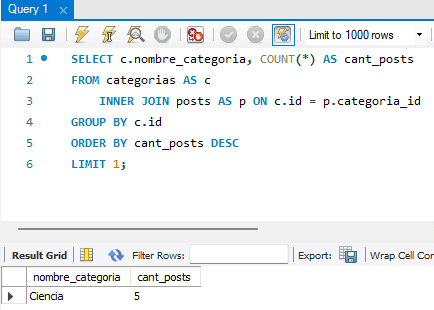 Query 1
Limit to 1000 rows
1 SELECT c.nombre_categoria, COUNT(*) AS cant_posts
2 FROM categorias AS c
3 INNER JOIN posts AS p ON c.id = p.categoria_id
4 GROUP BY c.id
5 ORDER BY cant_posts DESC
6 LIMIT 1;
Result Grid Filter Rows: Export: Wrap Cell Con
nombre_categoria cant_posts
Ciencia 5